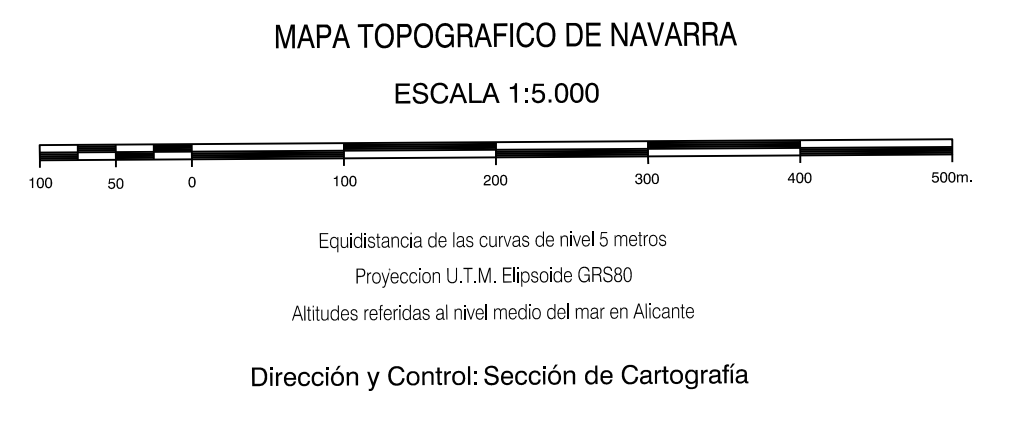 MAPA TOPOGRAFICO DE NAVARRA
ESCALA 1:5.000
100 50 0 100 200 300 400 500m.
Equidistancia de las curvas de nivel 5 metros
Proyeccion U.T.M. Elipsoide GRS80
Altitudes referidas al nivel medio del mar en Alicante
Dirección y Control: Sección de Cartografía